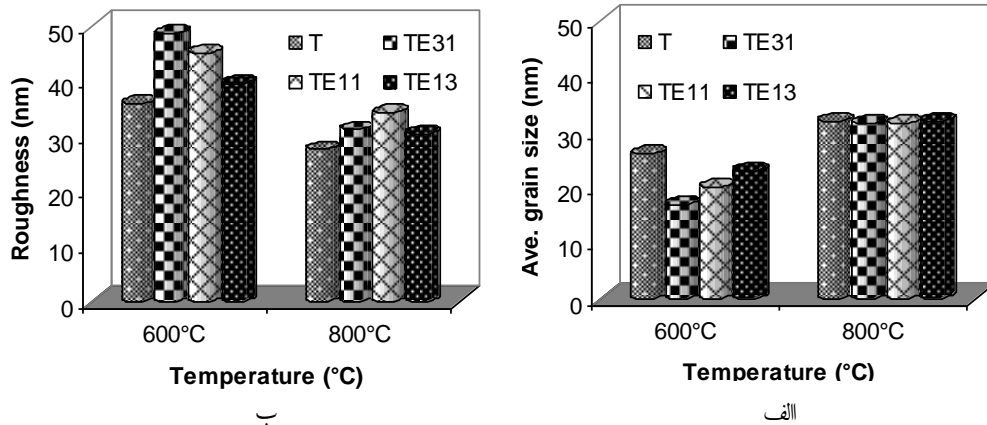 Roughness (nm)
50
40
30
20
10
0
T TE31
TE11 TE13
600°C 800°C
Temperature (°C)
ب
Ave. grain size (nm)
50
40
30
20
10
0
T TE31
TE11 TE13
600°C 800°C
Temperature (°C)
االف